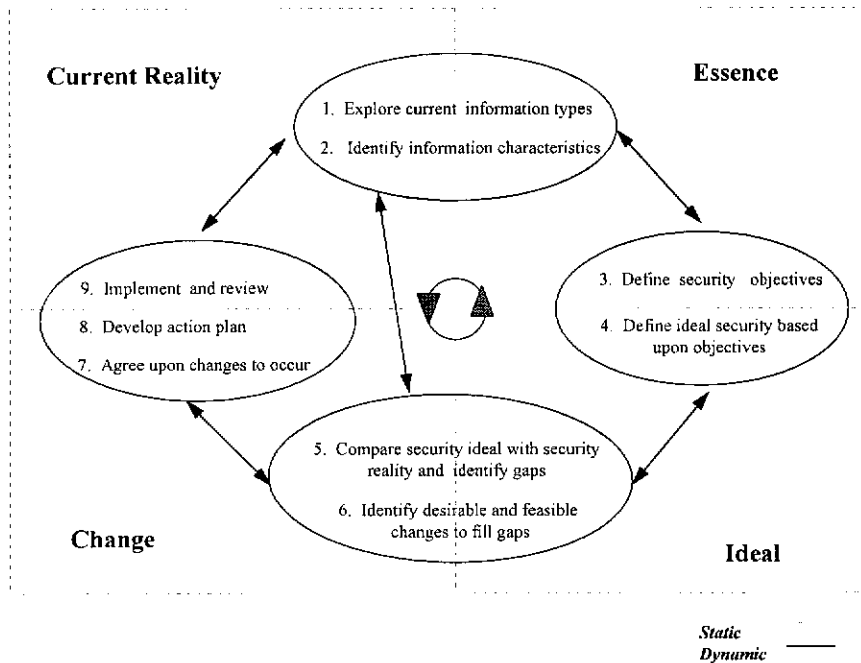 Current Reality
Essence
1. Explore current information types
2. Identify information characteristics
9. Implement and review
8. Develop action plan
7. Agree upon changes to occur
3. Define security objectives
4. Define ideal security based
upon objectives
5. Compare security ideal with security
reality and identify gaps
6. Identify desirable and feasible
changes to fill gaps
Change
Ideal
Static
Dynamic